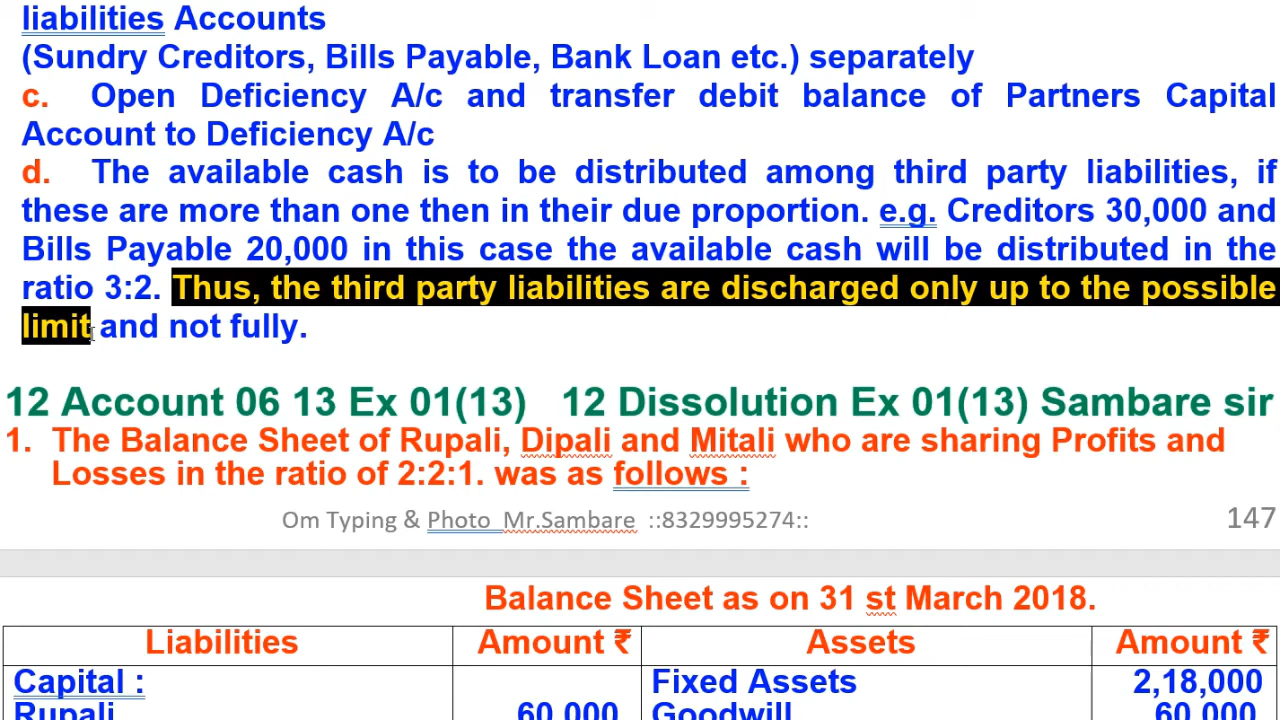 liabilities Accounts
(Sundry Creditors, Bills Payable, Bank Loan etc.) separately
c. Open Deficiency A/c and transfer debit balance of Partners Capital
Account to Deficiency A/c
d. The available cash is to be distributed among third party liabilities, if
these are more than one then in their due proportion. e.g. Creditors 30,000 and
Bills Payable 20,000 in this case the available cash will be distributed in the
ratio 3:2. Thus, the third party liabilities are discharged only up to the possible
limit and not fully.
12 Account 06 13 Ex 01(13) 12 Dissolution Ex 01(13) Sambare sir
1. The Balance Sheet of Rupali, Dipali and Mitali who are sharing Profits and
Losses in the ratio of 2:2:1. was as follows :
Om Typing & Photo Mr.Sambare ::8329995274:: 147
Balance Sheet as on 31 st March 2018.
Liabilities Amount ₹ Assets Amount ₹
Capital : Fixed Assets 2,18,000
Rupali 60,000 Goodwill 60,000